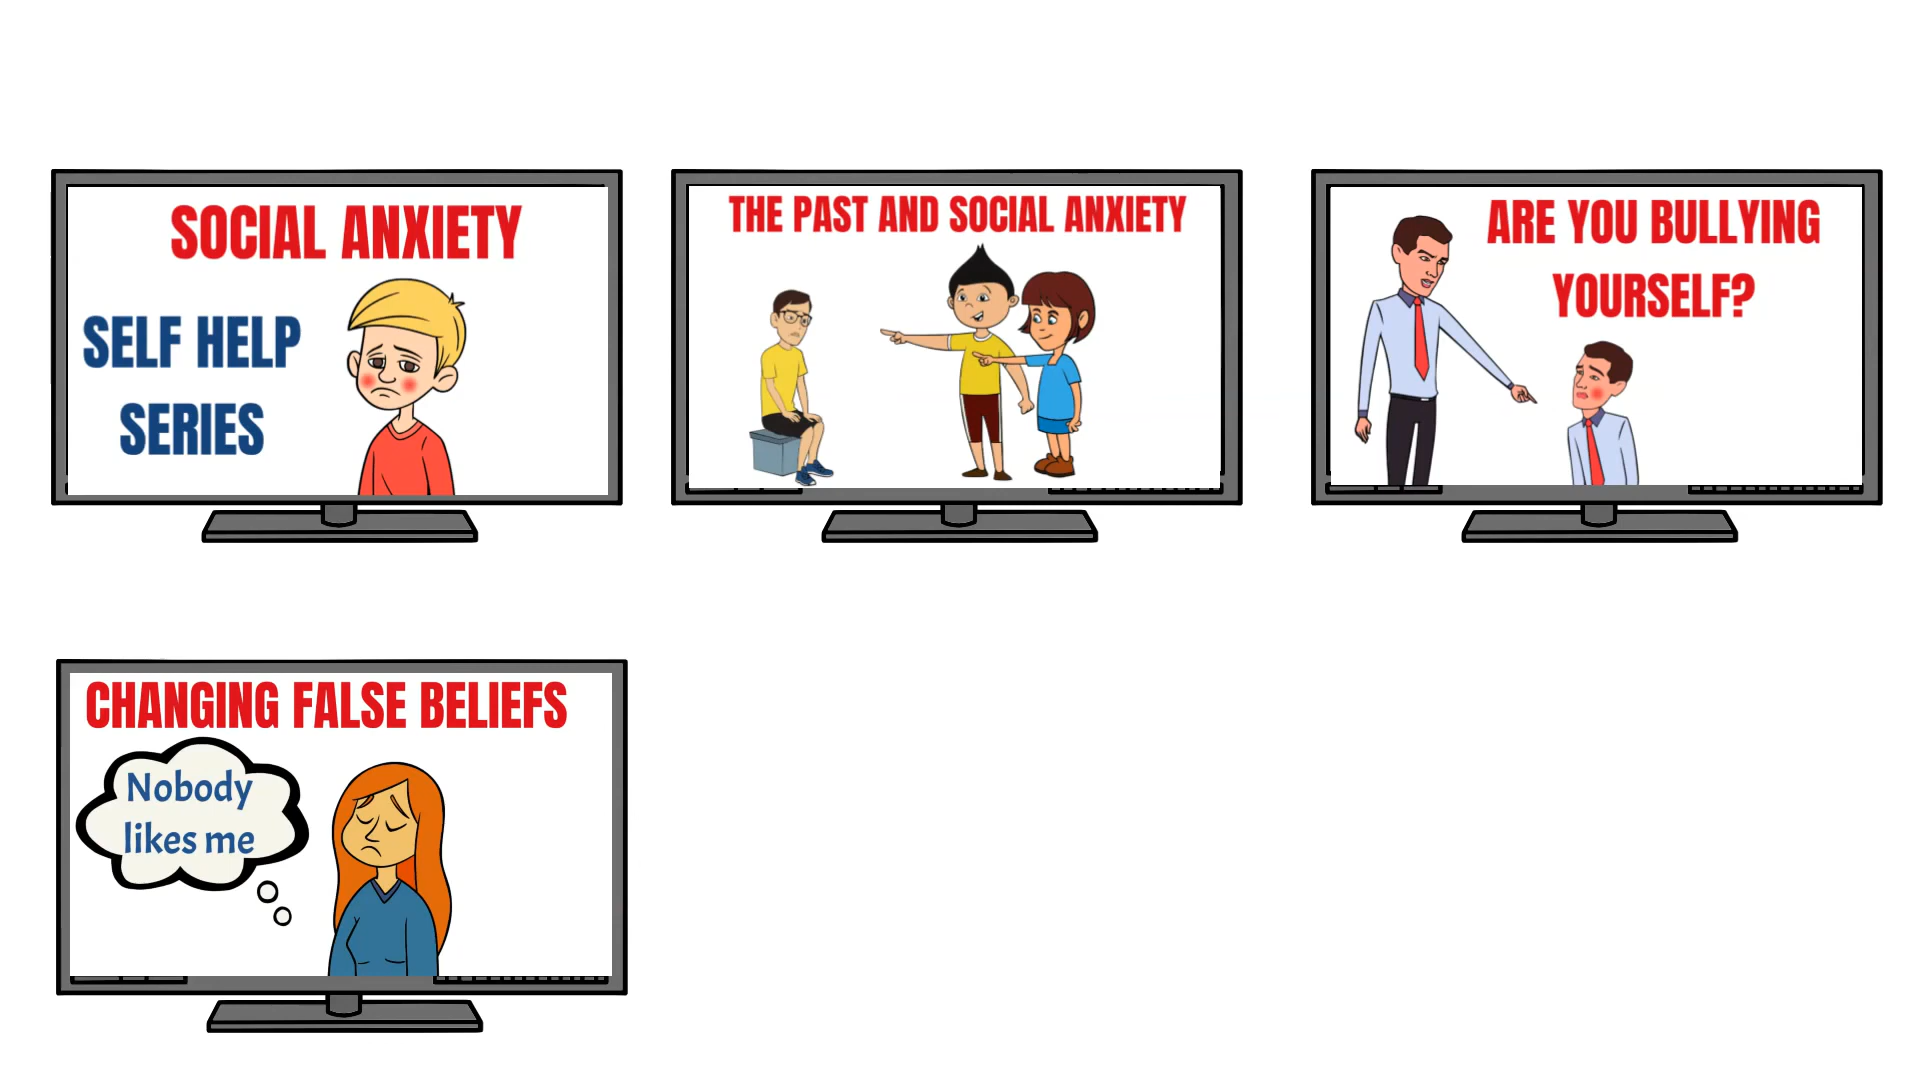 SOCIAL ANXIETY
SELF HELP
SERIES
THE PAST AND SOCIAL ANXIETY
ARE YOU BULLYING
YOURSELF?
CHANGING FALSE BELIEFS
Nobody
likes me